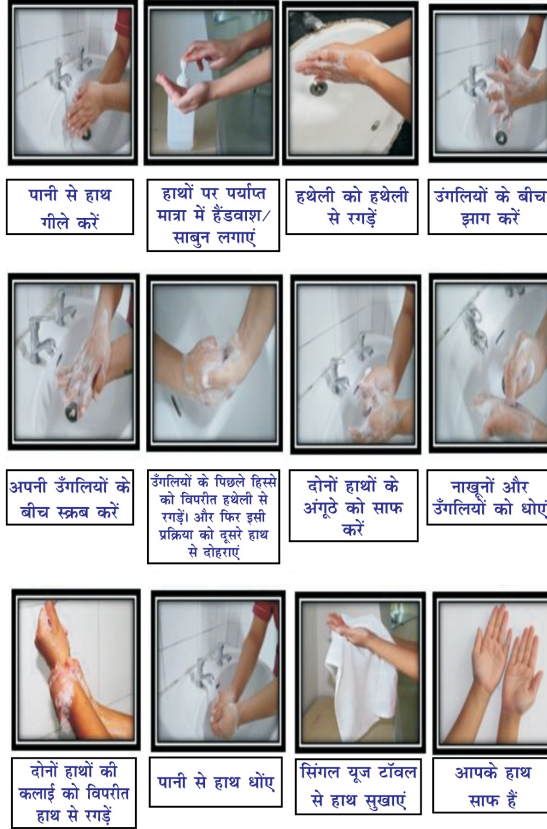 पानी से हाथ
गीले करें
हाथों पर पर्याप्त
मात्रा में हैंडवाश/
साबुन लगाएं
हथेली को हथेली
से रगड़ें
उंगलियों के बीच
झाग करें
अपनी उँगलियों के
बीच स्क्रब करें
उँगलियों के पिछले हिस्से
को विपरीत हथेली से
रगड़ें। और फिर इसी
प्रक्रिया को दूसरे हाथ
से दोहराएं
दोनों हाथों के
अंगूठे को साफ
करें
नाखूनों और
उँगलियों को धोएं
दोनों हाथों की
कलाई को विपरीत
हाथ से रगड़ें
पानी से हाथ धोंए
सिंगल यूज टॉवल
से हाथ सुखाएं
आपके हाथ
साफ हैं